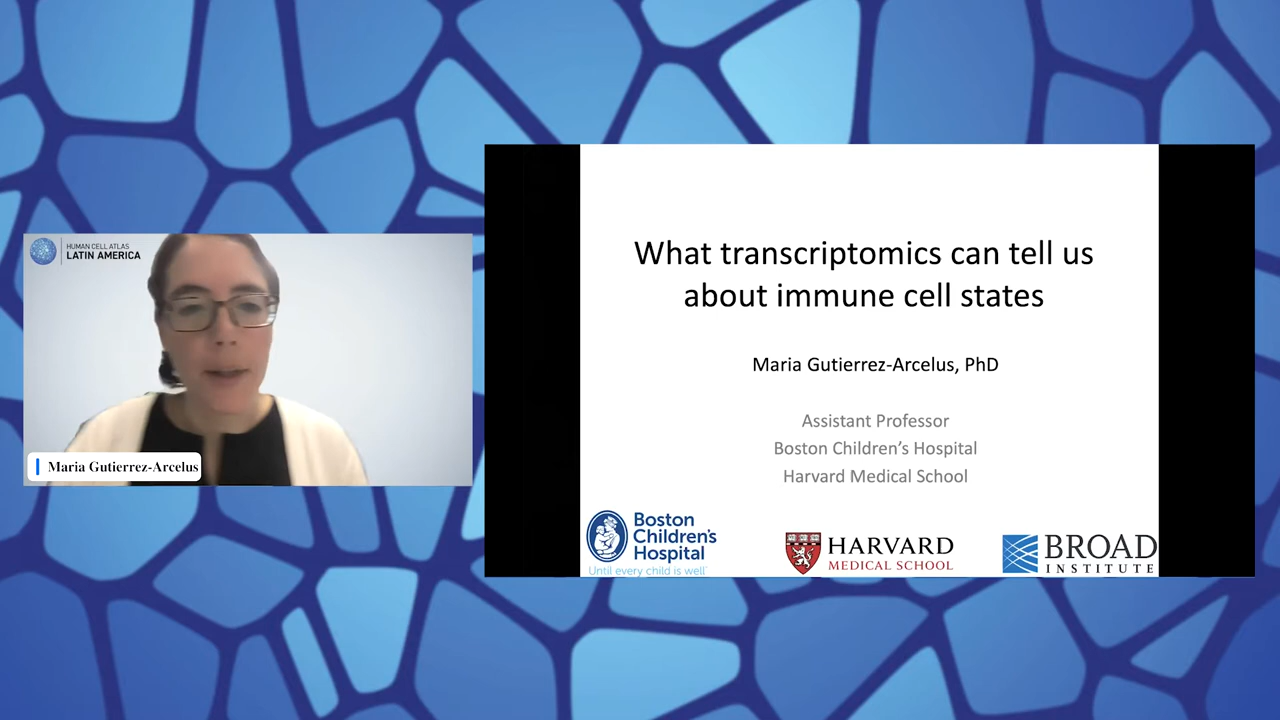 HUMAN CELL ATLAS
LATIN AMERICA
Maria Gutierrez-Arcelus
What transcriptomics can tell us
about immune cell states
Maria Gutierrez-Arcelus, PhD
Assistant Professor
Boston Children's Hospital
Harvard Medical School
Boston
Children's
Hospital
Until every child is well
HARVARD
MEDICAL SCHOOL
BROAD
INSTITUTE